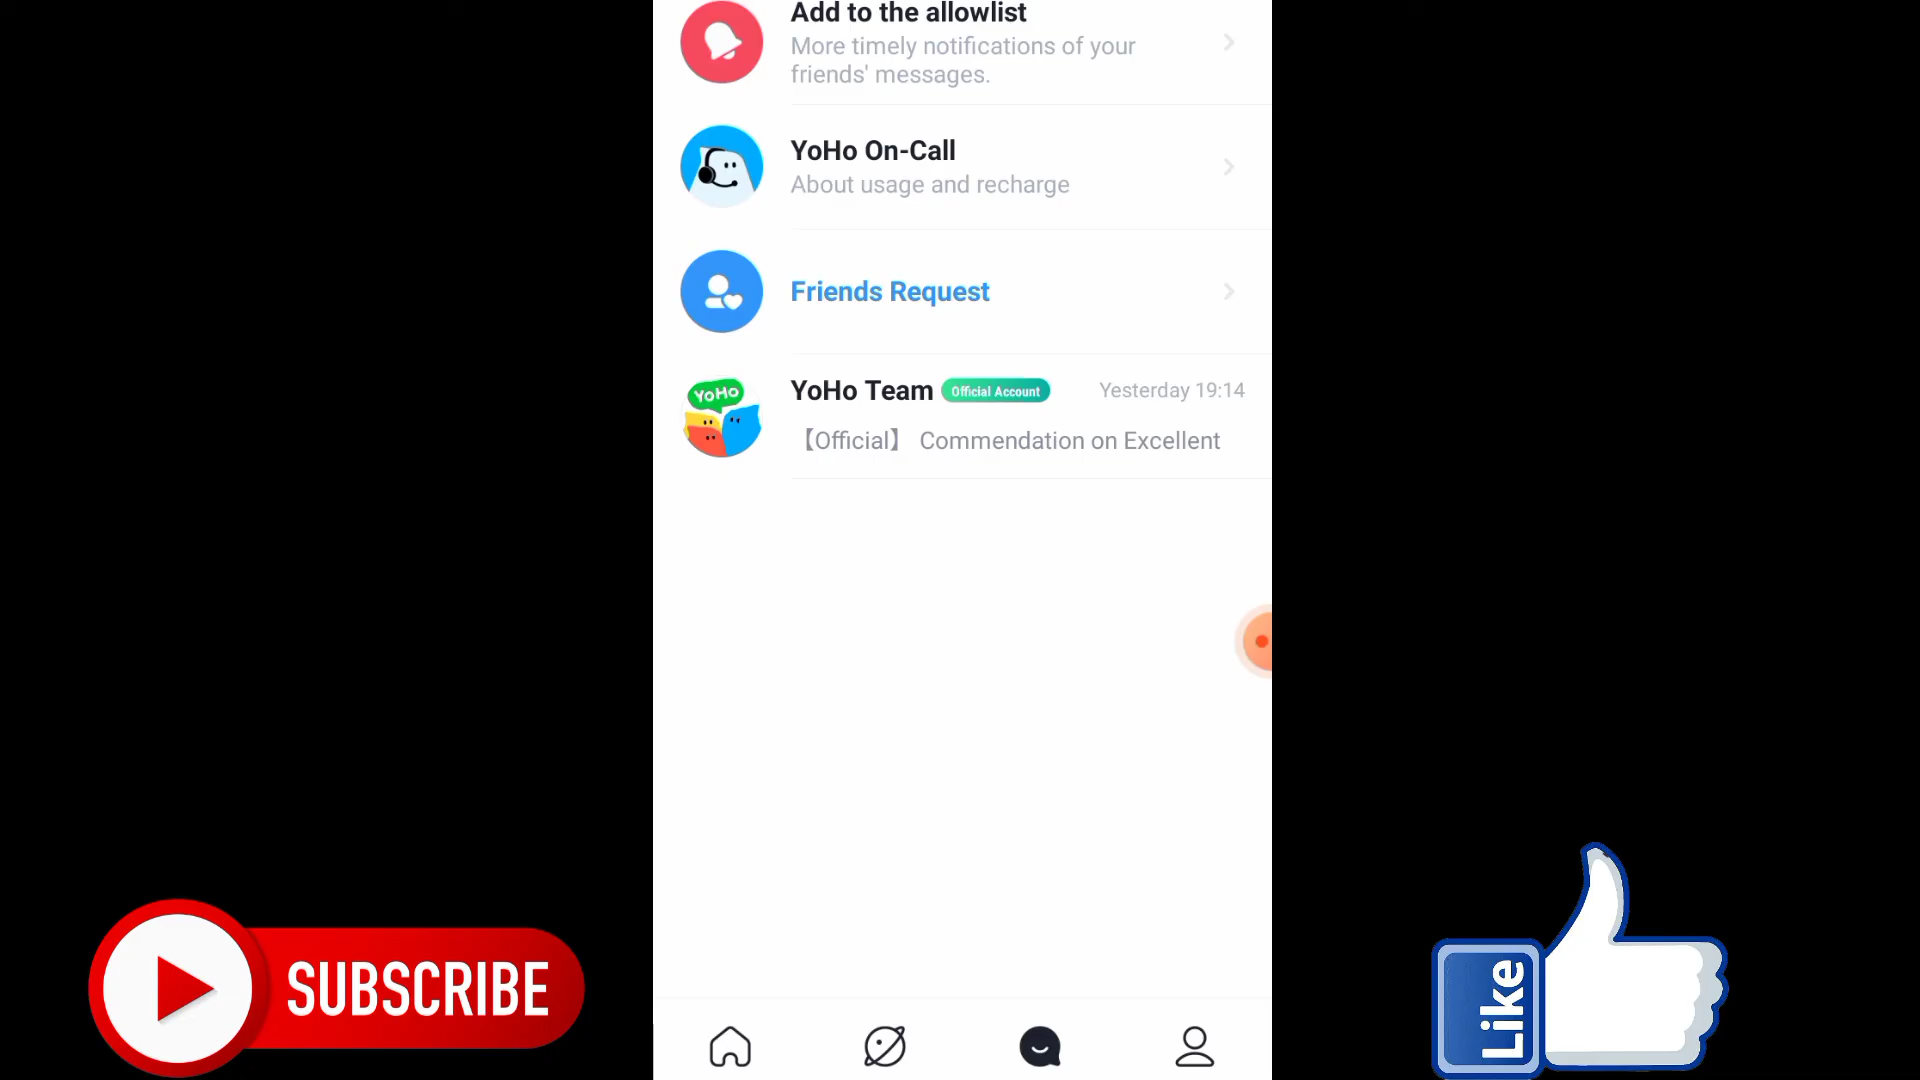 Add to the allowlist
More timely notifications of your
friends' messages.
YoHo On-Call
About usage and recharge
Friends Request
YoHo
YoHo Team Official Account Yesterday 19:14
【Official】 Commendation on Excellent
SUBSCRIBE
Like